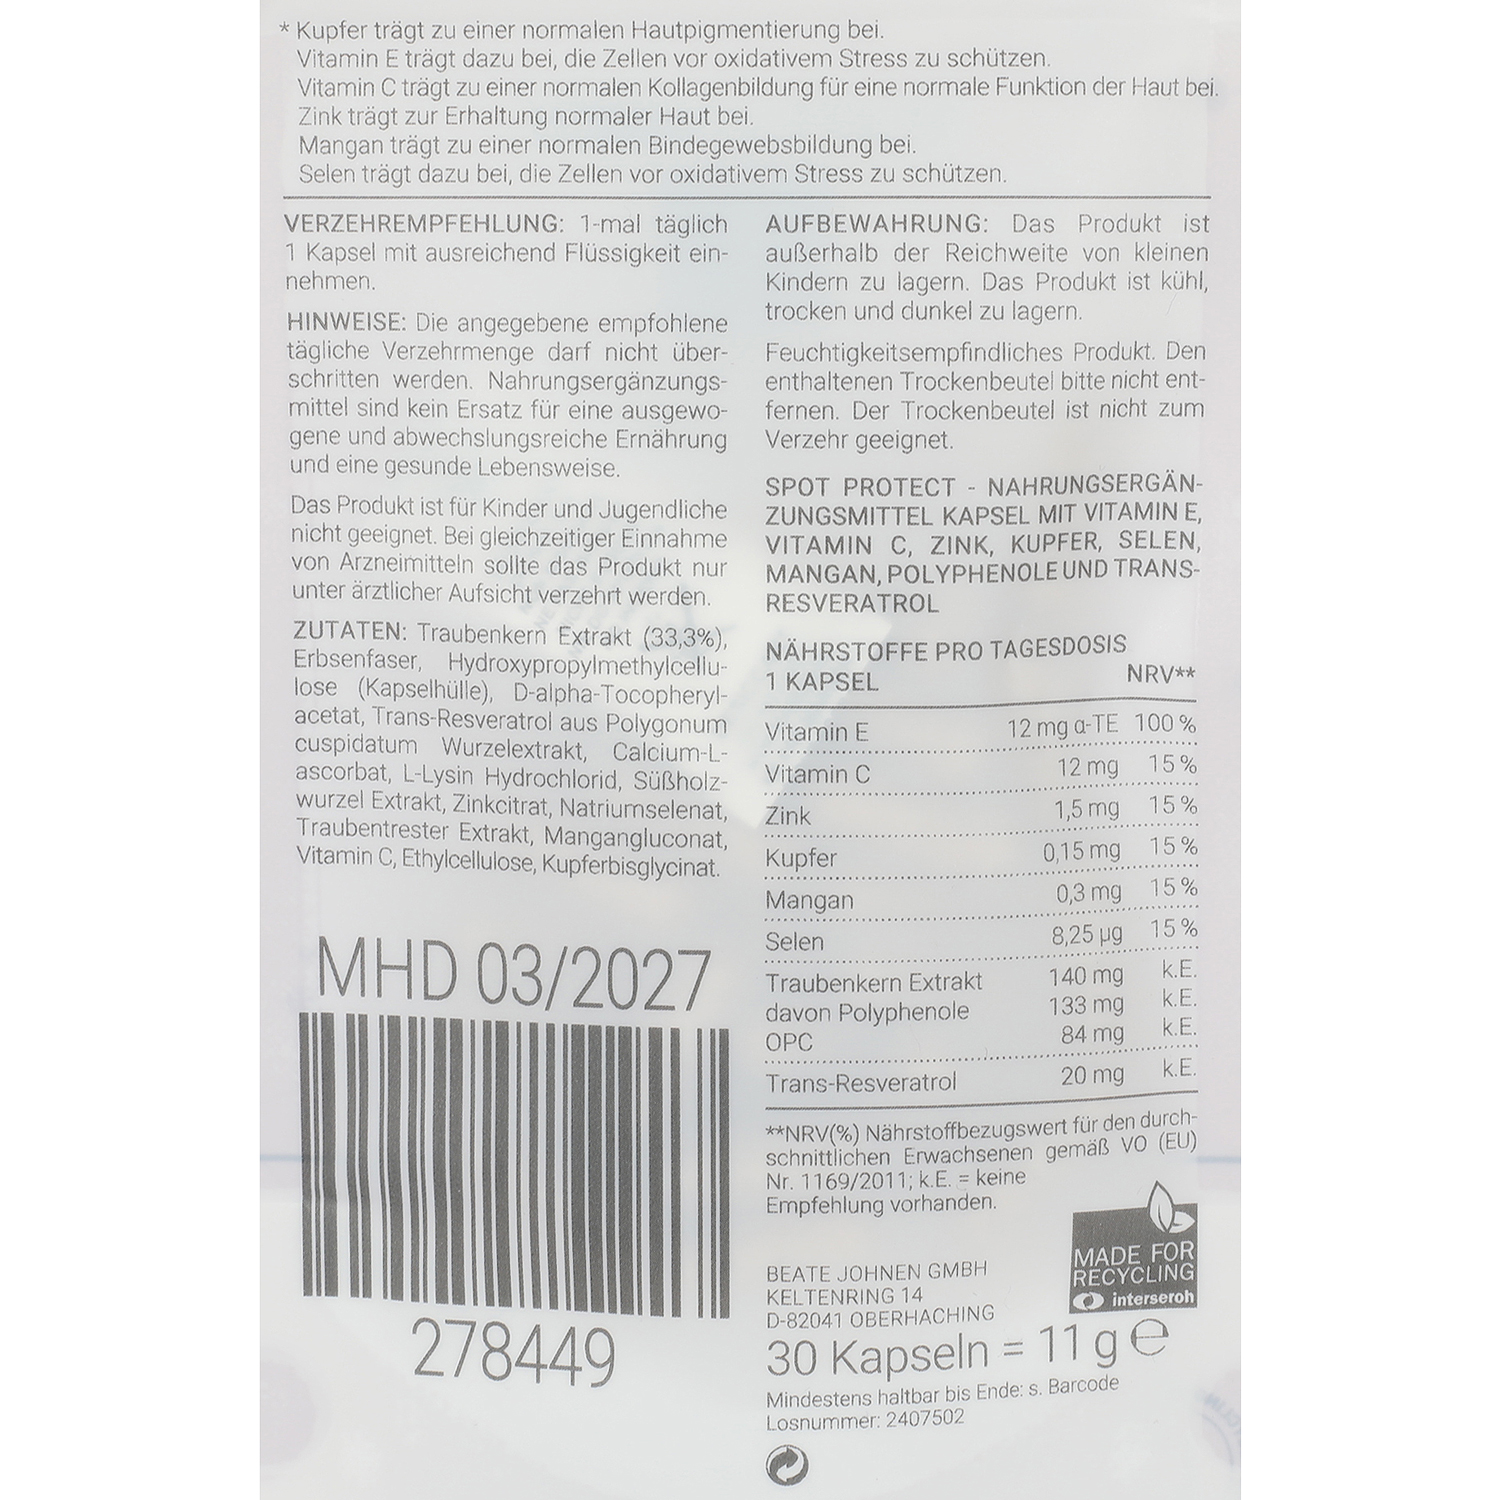 * Kupfer trägt zu einer normalen Hautpigmentierung bei.
Vitamin E trägt dazu bei, die Zellen vor oxidativem Stress zu schützen.
Vitamin C trägt zu einer normalen Kollagenbildung für eine normale Funktion der Haut bei.
Zink trägt zur Erhaltung normaler Haut bei.
Mangan trägt zu einer normalen Bindegewebsbildung bei.
Selen trägt dazu bei, die Zellen vor oxidativem Stress zu schützen.
VERZEHREMPFEHLUNG: 1-mal täglich
1 Kapsel mit ausreichend Flüssigkeit ein-
nehmen.
HINWEISE: Die angegebene empfohlene
tägliche Verzehrmenge darf nicht über-
schritten werden. Nahrungsergänzungs-
mittel sind kein Ersatz für eine ausgewo-
gene und abwechslungsreiche Ernährung
und eine gesunde Lebensweise.
Das Produkt ist für Kinder und Jugendliche
nicht geeignet. Bei gleichzeitiger Einnahme
von Arzneimitteln sollte das Produkt nur
unter ärztlicher Aufsicht verzehrt werden.
ZUTATEN: Traubenkern Extrakt (33,3%),
Erbsenfaser, Hydroxypropylmethylcellu-
lose (Kapselhülle), D-alpha-Tocopheryl-
acetat, Trans-Resveratrol aus Polygonum
cuspidatum Wurzelextrakt, Calcium-L-
ascorbat, L-Lysin Hydrochlorid, Süßholz-
wurzel Extrakt, Zinkcitrat, Natriumselenat,
Traubentrester Extrakt, Mangangluconat,
Vitamin C, Ethylcellulose, Kupferbisglycinat.
MHD 03/2027
278449
AUFBEWAHRUNG: Das Produkt ist
außerhalb der Reichweite von kleinen
Kindern zu lagern. Das Produkt ist kühl,
trocken und dunkel zu lagern.
Feuchtigkeitsempfindliches Produkt. Den
enthaltenen Trockenbeutel bitte nicht ent-
fernen. Der Trockenbeutel ist nicht zum
Verzehr geeignet.
SPOT PROTECT - NAHRUNGSERGÄN-
ZUNGSMITTEL KAPSEL MIT VITAMIN E,
VITAMIN C, ZINK, KUPFER, SELEN,
MANGAN, POLYPHENOLE UND TRANS-
RESVERATROL
NÄHRSTOFFE PRO TAGESDOSIS
1 KAPSEL NRV**
Vitamin E 12 mg α-TE 100 %
Vitamin C 12 mg 15 %
Zink 1,5 mg 15 %
Kupfer 0,15 mg 15 %
Mangan 0,3 mg 15 %
Selen 8,25 µg 15 %
Traubenkern Extrakt 140 mg k.E.
davon Polyphenole 133 mg k.E.
OPC 84 mg k.E.
Trans-Resveratrol 20 mg k.E.
**NRV(%) Nährstoffbezugswert für den durch-
schnittlichen Erwachsenen gemäß VO (EU)
Nr. 1169/2011; k.E. = keine
Empfehlung vorhanden.
MADE FOR
RECYCLING
interseroh
BEATE JOHNEN GMBH
KELTENRING 14
D-82041 OBERHACHING
30 Kapseln = 11 g ℮
Mindestens haltbar bis Ende: s. Barcode
Losnummer: 2407502